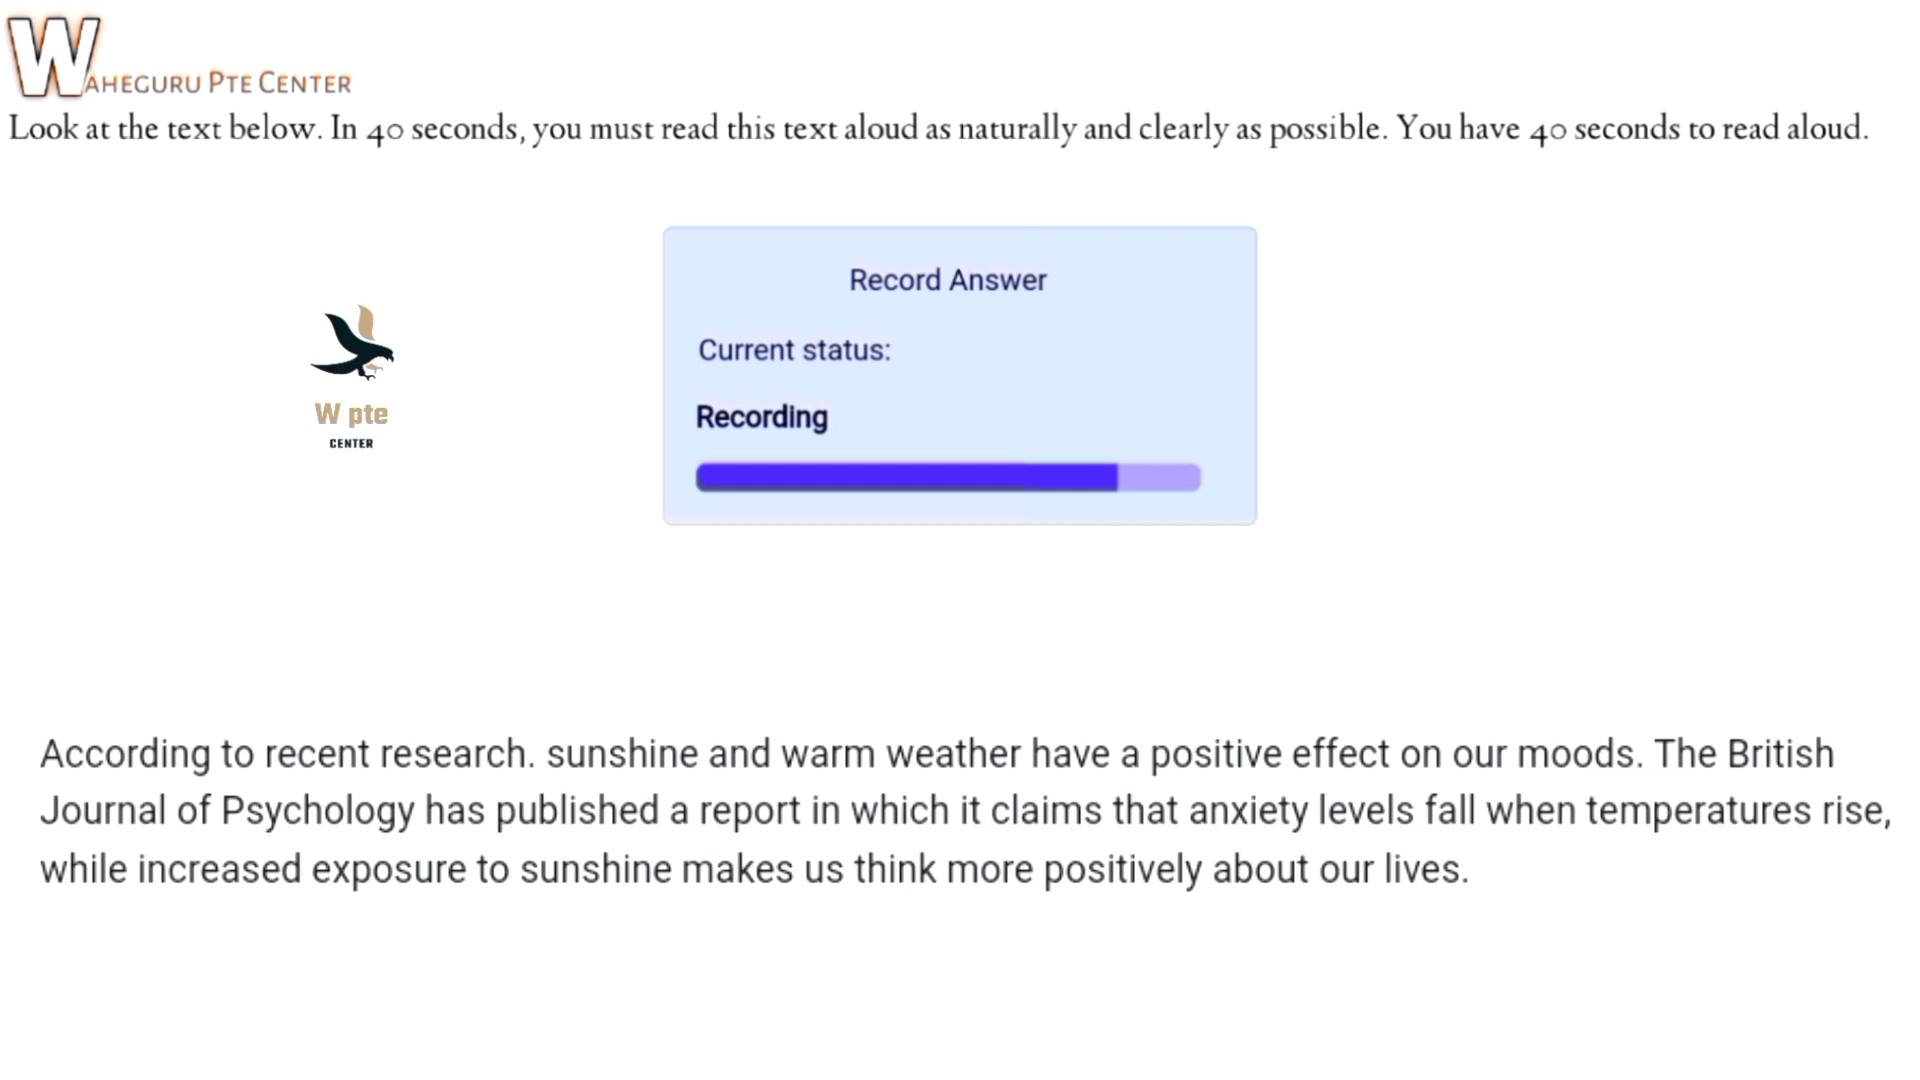 WAHEGURU PTE CENTER
Look at the text below. In 40 seconds, you must read this text aloud as naturally and clearly as possible. You have 40 seconds to read aloud.
Record Answer
Current status:
Recording
W pte
CENTER
According to recent research. sunshine and warm weather have a positive effect on our moods. The British
Journal of Psychology has published a report in which it claims that anxiety levels fall when temperatures rise,
while increased exposure to sunshine makes us think more positively about our lives.